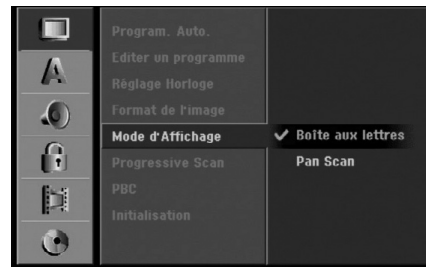 Program. Auto.
Editer un programme
Réglage Horloge
Format de l'image
Mode d'Affichage
✔ Boîte aux lettres
Progressive Scan
Pan Scan
PBC
Initialisation